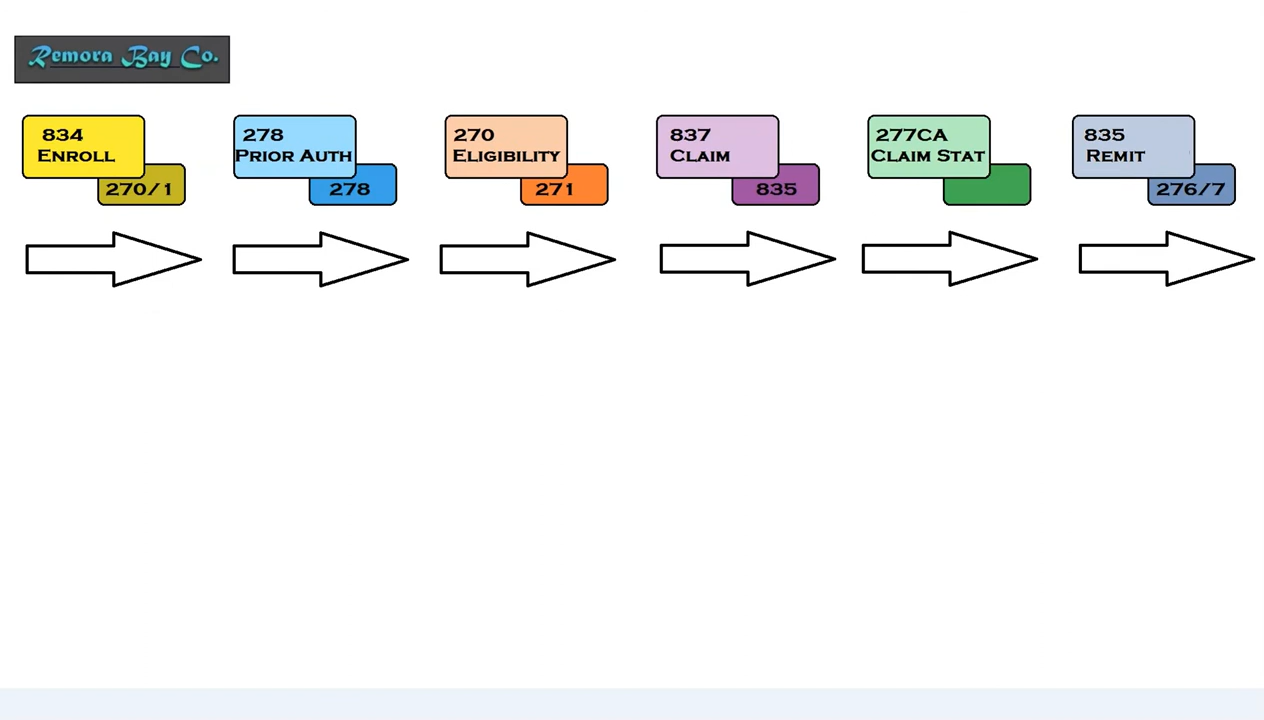 Remora Bay Co.
834
ENROLL
270/1
278
PRIOR AUTH
278
270
ELIGIBILITY
271
837
CLAIM
835
277CA
CLAIM STAT
835
REMIT
276/7